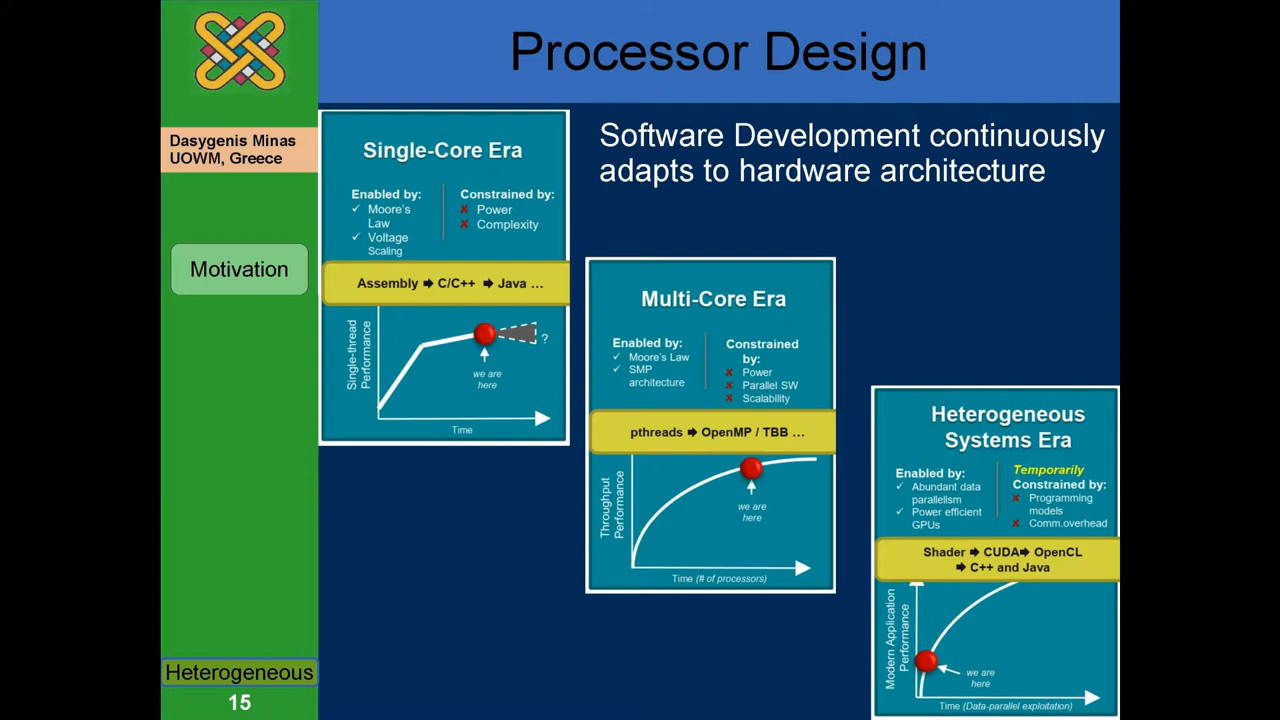 Processor Design
Dasygenis Minas
UOWM, Greece
Motivation
Heterogeneous
15
Software Development continuously
adapts to hardware architecture
Single-Core Era
Enabled by:
✓ Moore's
Law
✓ Voltage
Scaling
Constrained by:
✘ Power
✘ Complexity
Assembly ➡ C/C++ ➡ Java ...
Single-thread
Performance
?
we are
here
Time
Multi-Core Era
Enabled by:
✓ Moore's Law
✓ SMP
architecture
Constrained
by:
✘ Power
✘ Parallel SW
✘ Scalability
pthreads ➡ OpenMP / TBB ...
Throughput
Performance
we are
here
Time (# of processors)
Heterogeneous
Systems Era
Enabled by:
✓ Abundant data
parallelism
✓ Power efficient
GPUs
Temporarily
Constrained by:
✘ Programming
models
✘ Comm.overhead
Shader ➡ CUDA➡ OpenCL
➡ C++ and Java
Modern Application
Performance
we are
here
Time (Data-parallel exploitation)